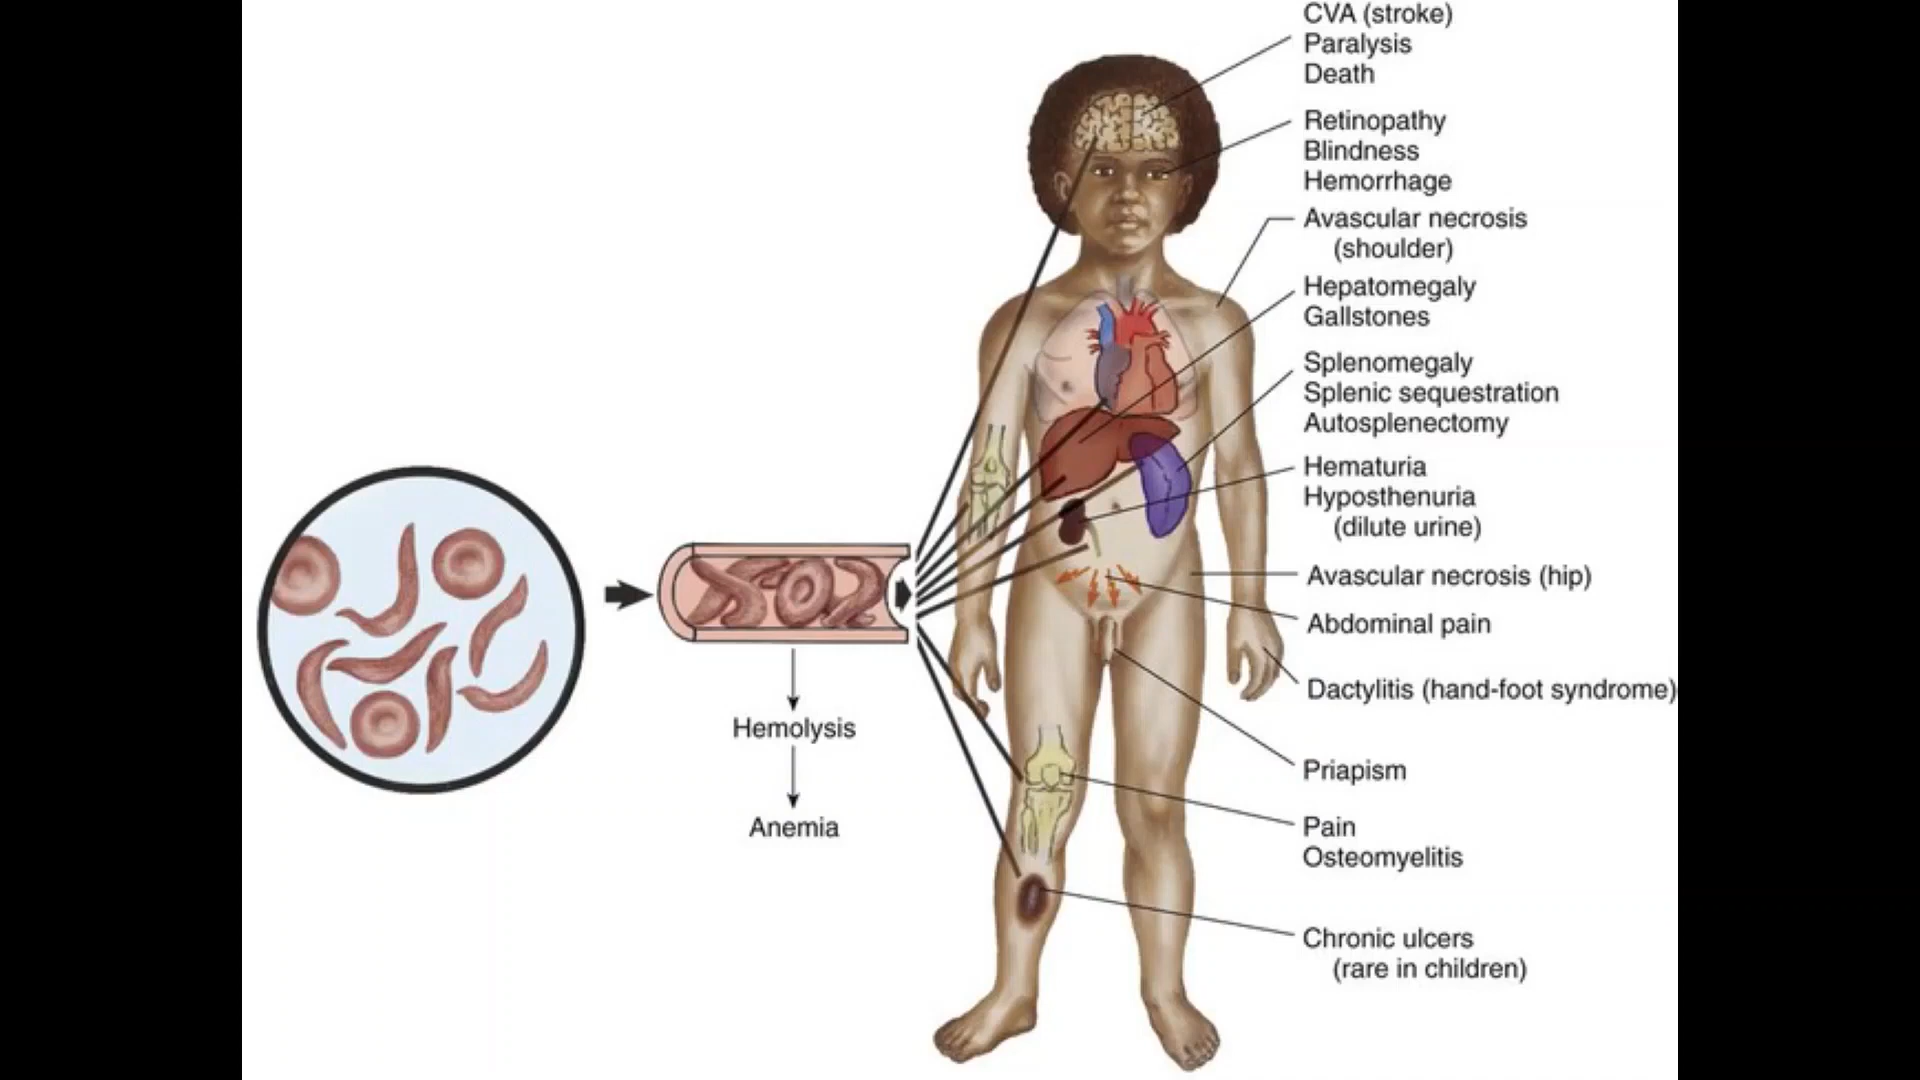 CVA (stroke)
Paralysis
Death
Retinopathy
Blindness
Hemorrhage
Avascular necrosis
(shoulder)
Hepatomegaly
Gallstones
Splenomegaly
Splenic sequestration
Autosplenectomy
Hematuria
Hyposthenuria
(dilute urine)
Avascular necrosis (hip)
Abdominal pain
Dactylitis (hand-foot syndrome)
Hemolysis
Anemia
Priapism
Pain
Osteomyelitis
Chronic ulcers
(rare in children)